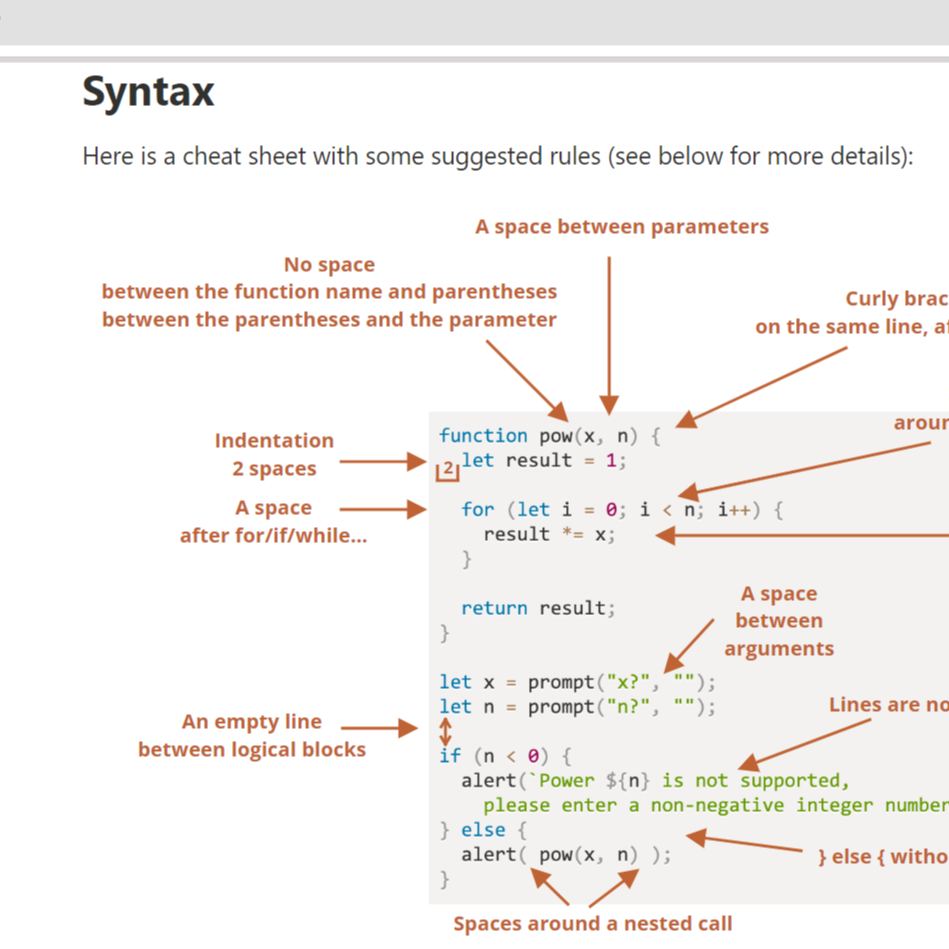 Syntax
Here is a cheat sheet with some suggested rules (see below for more details):
A space between parameters
No space
between the function name and parentheses
between the parentheses and the parameter
Curly brac
on the same line, af
function pow(x, n) {
aroun
Indentation
2 spaces
2
let result = 1;
A space
after for/if/while...
for (let i = 0; i < n; i++) {
result *= x;
}
return result;
}
A space
between
arguments
let x = prompt("x?", "");
let n = prompt("n?", "");
Lines are no
An empty line
between logical blocks
if (n < 0) {
alert(`Power ${n} is not supported,
please enter a non-negative integer number
} else {
} else { witho
alert( pow(x, n) );
}
Spaces around a nested call